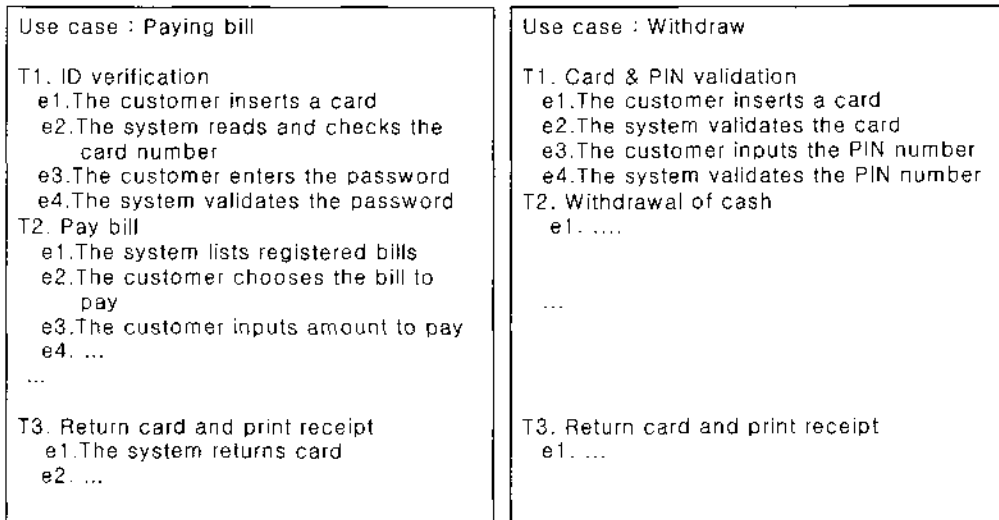 Use case : Paying bill
T1. ID verification
e1.The customer inserts a card
e2.The system reads and checks the
card number
e3.The customer enters the password
e4.The system validates the password
T2. Pay bill
e1.The system lists registered bills
e2.The customer chooses the bill to
pay
e3.The customer inputs amount to pay
e4. ...
...
T3. Return card and print receipt
e1.The system returns card
e2. ...
Use case : Withdraw
T1. Card & PIN validation
e1.The customer inserts a card
e2.The system validates the card
e3.The customer inputs the PIN number
e4.The system validates the PIN number
T2. Withdrawal of cash
e1. ....
...
T3. Return card and print receipt
e1. ...